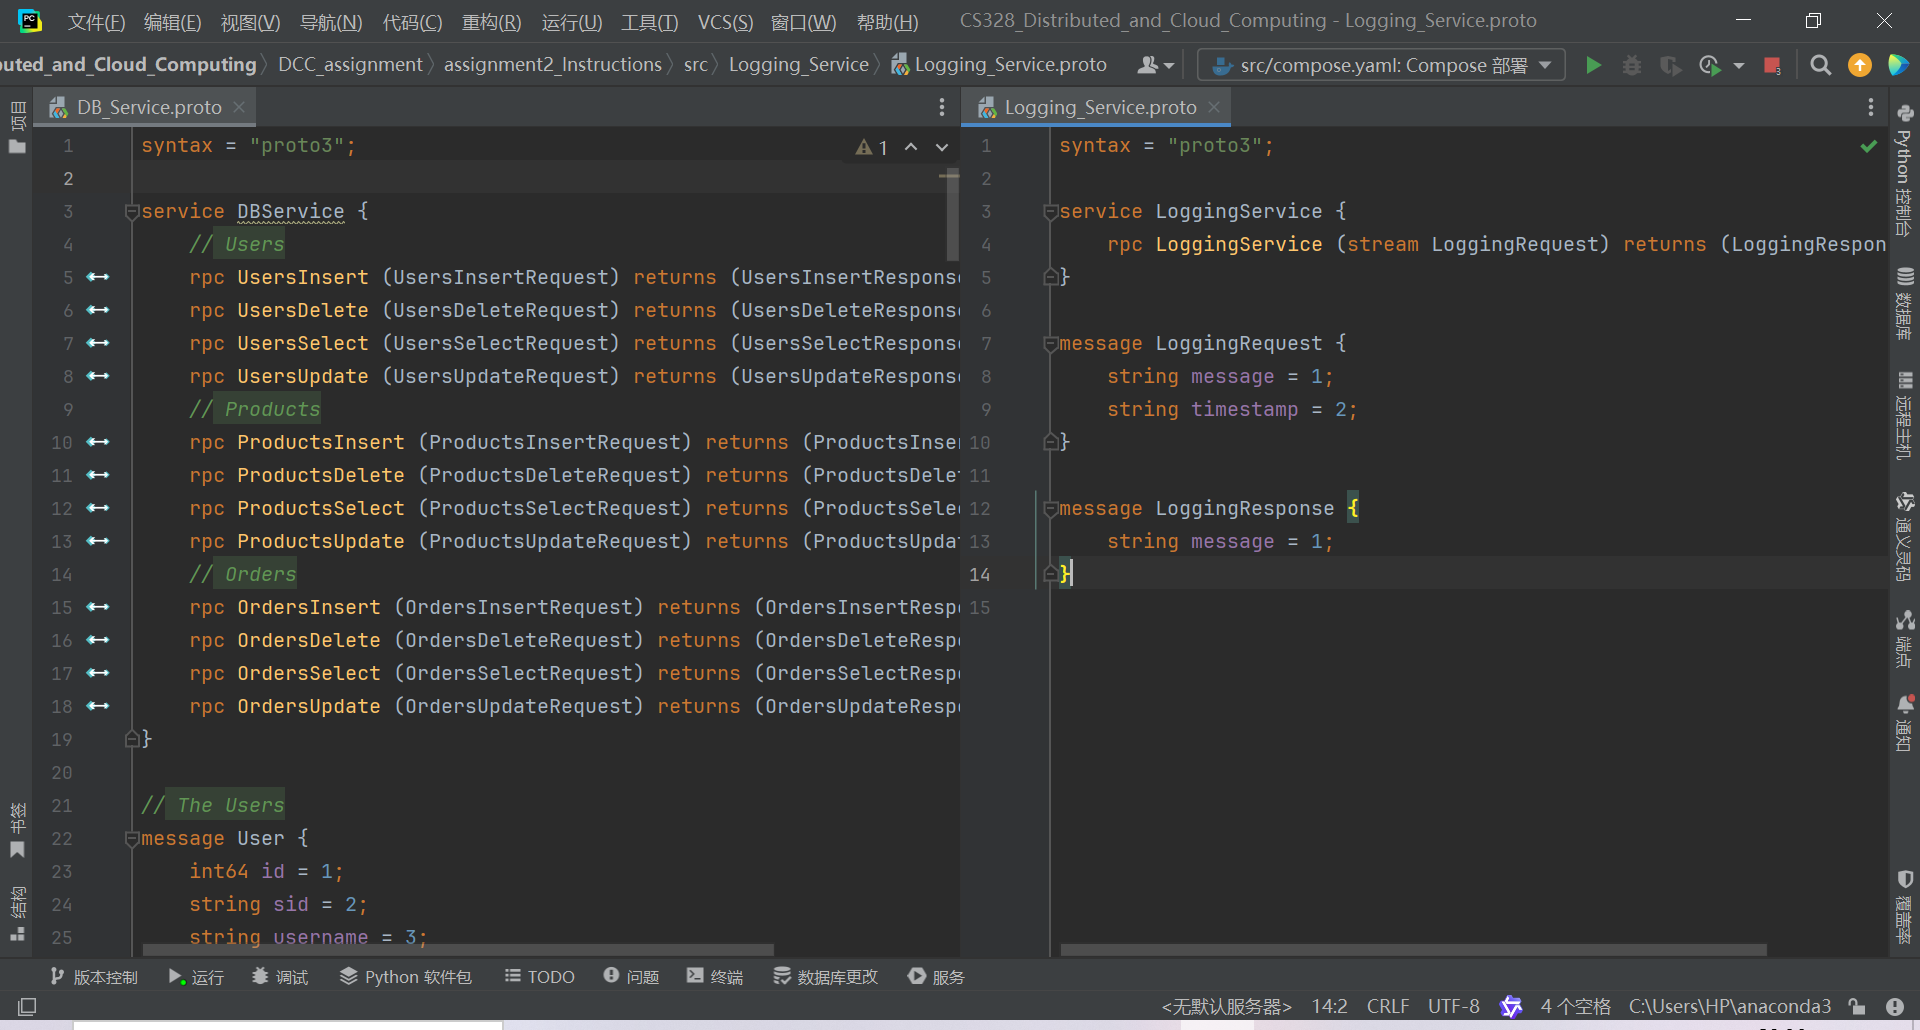 PC
文件(F) 编辑(E) 视图(V) 导航(N) 代码(C) 重构(R) 运行(U) 工具(T) VCS(S) 窗口(W) 帮助(H) CS328_Distributed_and_Cloud_Computing - Logging_Service.proto
uted_and_Cloud_Computing DCC_assignment assignment2_Instructions src Logging_Service Logging_Service.proto src/compose.yaml: Compose 部署 3
项目
DB_Service.proto
1 syntax = "proto3"; 1
2
3 service DBService {
4 // Users
5 rpc UsersInsert (UsersInsertRequest) returns (UsersInsertRespons
6 rpc UsersDelete (UsersDeleteRequest) returns (UsersDeleteRespons
7 rpc UsersSelect (UsersSelectRequest) returns (UsersSelectRespons
8 rpc UsersUpdate (UsersUpdateRequest) returns (UsersUpdateRespons
9 // Products
10 rpc ProductsInsert (ProductsInsertRequest) returns (ProductsInse
11 rpc ProductsDelete (ProductsDeleteRequest) returns (ProductsDele
12 rpc ProductsSelect (ProductsSelectRequest) returns (ProductsSele
13 rpc ProductsUpdate (ProductsUpdateRequest) returns (ProductsUpda
14 // Orders
15 rpc OrdersInsert (OrdersInsertRequest) returns (OrdersInsertResp
16 rpc OrdersDelete (OrdersDeleteRequest) returns (OrdersDeleteResp
17 rpc OrdersSelect (OrdersSelectRequest) returns (OrdersSelectResp
18 rpc OrdersUpdate (OrdersUpdateRequest) returns (OrdersUpdateResp
19 }
20
21 // The Users
22 message User {
23 int64 id = 1;
24 string sid = 2;
25 string username = 3;
Logging_Service.proto
1 syntax = "proto3";
2
3 service LoggingService {
4 rpc LoggingService (stream LoggingRequest) returns (LoggingRespon
5 }
6
7 message LoggingRequest {
8 string message = 1;
9 string timestamp = 2;
10 }
11
12 message LoggingResponse {
13 string message = 1;
14 }
15
书签
结构
Python 控制台
数据库
远程主机
通义灵码
端点
通知
覆盖率
版本控制 运行 调试 Python 软件包 TODO 问题 终端 数据库更改 服务
<无默认服务器> 14:2 CRLF UTF-8 4 个空格 C:\Users\HP\anaconda3